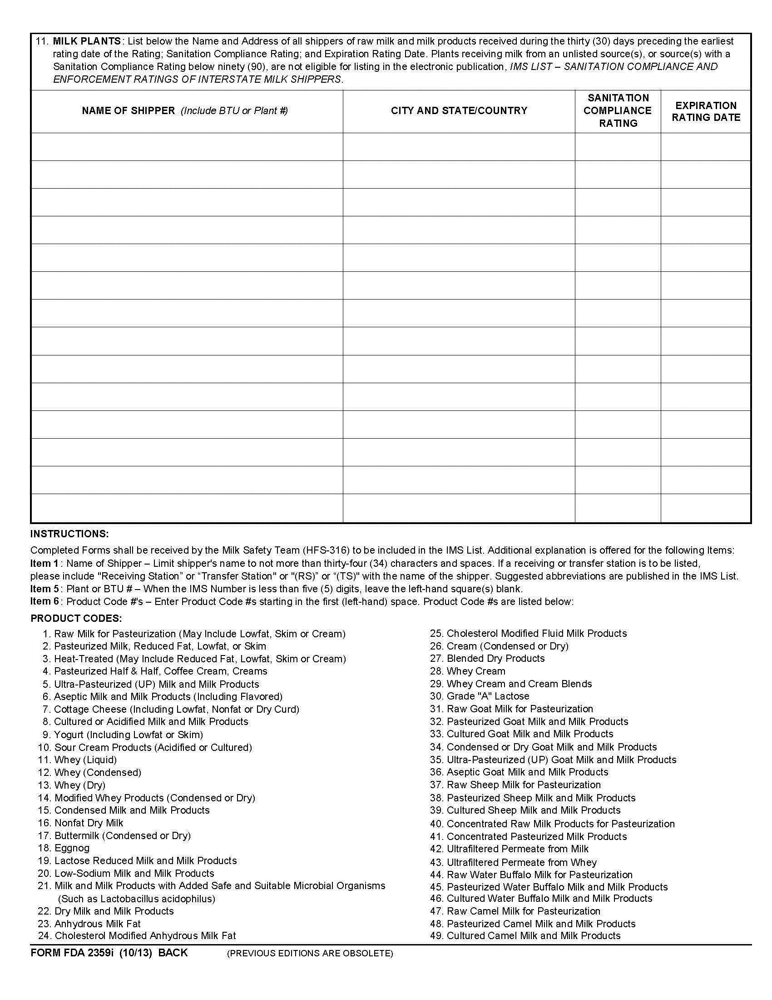 11. MILK PLANTS: List below the Name and Address of all shippers of raw milk and milk products received during the thirty (30) days preceding the earliest
rating date of the Rating; Sanitation Compliance Rating; and Expiration Rating Date. Plants receiving milk from an unlisted source(s), or source(s) with a
Sanitation Compliance Rating below ninety (90), are not eligible for listing in the electronic publication, IMS LIST – SANITATION COMPLIANCE AND
ENFORCEMENT RATINGS OF INTERSTATE MILK SHIPPERS.
NAME OF SHIPPER (Include BTU or Plant #)
CITY AND STATE/COUNTRY
SANITATION
COMPLIANCE
RATING
EXPIRATION
RATING DATE
INSTRUCTIONS:
Completed Forms shall be received by the Milk Safety Team (HFS-316) to be included in the IMS List. Additional explanation is offered for the following Items:
Item 1: Name of Shipper – Limit shipper's name to not more than thirty-four (34) characters and spaces. If a receiving or transfer station is to be listed,
please include "Receiving Station” or “Transfer Station" or "(RS)” or “(TS)" with the name of the shipper. Suggested abbreviations are published in the IMS List.
Item 5: Plant or BTU # – When the IMS Number is less than five (5) digits, leave the left-hand square(s) blank.
Item 6: Product Code #'s – Enter Product Code #s starting in the first (left-hand) space. Product Code #s are listed below:
PRODUCT CODES:
1. Raw Milk for Pasteurization (May Include Lowfat, Skim or Cream)
2. Pasteurized Milk, Reduced Fat, Lowfat, or Skim
3. Heat-Treated (May Include Reduced Fat, Lowfat, Skim or Cream)
4. Pasteurized Half & Half, Coffee Cream, Creams
5. Ultra-Pasteurized (UP) Milk and Milk Products
6. Aseptic Milk and Milk Products (Including Flavored)
7. Cottage Cheese (Including Lowfat, Nonfat or Dry Curd)
8. Cultured or Acidified Milk and Milk Products
9. Yogurt (Including Lowfat or Skim)
10. Sour Cream Products (Acidified or Cultured)
11. Whey (Liquid)
12. Whey (Condensed)
13. Whey (Dry)
14. Modified Whey Products (Condensed or Dry)
15. Condensed Milk and Milk Products
16. Nonfat Dry Milk
17. Buttermilk (Condensed or Dry)
18. Eggnog
19. Lactose Reduced Milk and Milk Products
20. Low-Sodium Milk and Milk Products
21. Milk and Milk Products with Added Safe and Suitable Microbial Organisms
(Such as Lactobacillus acidophilus)
22. Dry Milk and Milk Products
23. Anhydrous Milk Fat
24. Cholesterol Modified Anhydrous Milk Fat
25. Cholesterol Modified Fluid Milk Products
26. Cream (Condensed or Dry)
27. Blended Dry Products
28. Whey Cream
29. Whey Cream and Cream Blends
30. Grade "A" Lactose
31. Raw Goat Milk for Pasteurization
32. Pasteurized Goat Milk and Milk Products
33. Cultured Goat Milk and Milk Products
34. Condensed or Dry Goat Milk and Milk Products
35. Ultra-Pasteurized (UP) Goat Milk and Milk Products
36. Aseptic Goat Milk and Milk Products
37. Raw Sheep Milk for Pasteurization
38. Pasteurized Sheep Milk and Milk Products
39. Cultured Sheep Milk and Milk Products
40. Concentrated Raw Milk Products for Pasteurization
41. Concentrated Pasteurized Milk Products
42. Ultrafiltered Permeate from Milk
43. Ultrafiltered Permeate from Whey
44. Raw Water Buffalo Milk for Pasteurization
45. Pasteurized Water Buffalo Milk and Milk Products
46. Cultured Water Buffalo Milk and Milk Products
47. Raw Camel Milk for Pasteurization
48. Pasteurized Camel Milk and Milk Products
49. Cultured Camel Milk and Milk Products
FORM FDA 2359i (10/13) BACK (PREVIOUS EDITIONS ARE OBSOLETE)